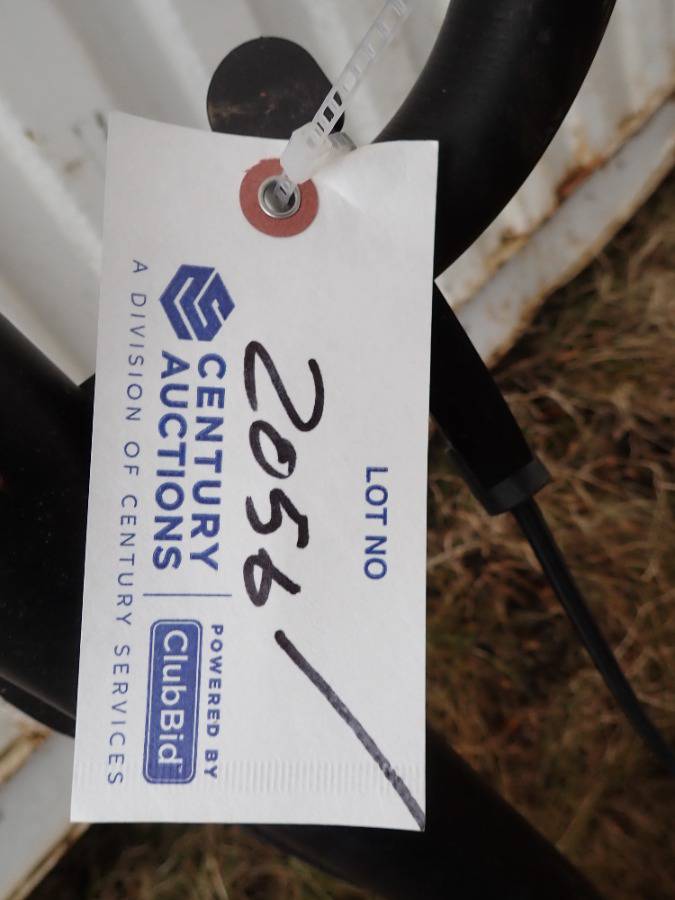 LOT NO
2056/
CENTURY
AUCTIONS
POWERED BY
ClubBid
A DIVISION OF CENTURY SERVICES